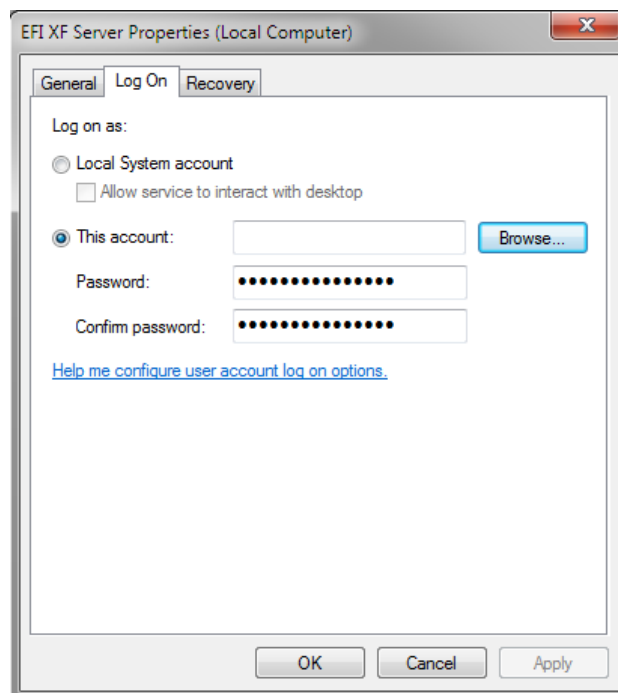 EFI XF Server Properties (Local Computer)
General Log On Recovery
Log on as:
Local System account
Allow service to interact with desktop
This account: Browse...
Password: •••••••••••••••
Confirm password: •••••••••••••••
Help me configure user account log on options.
OK Cancel Apply